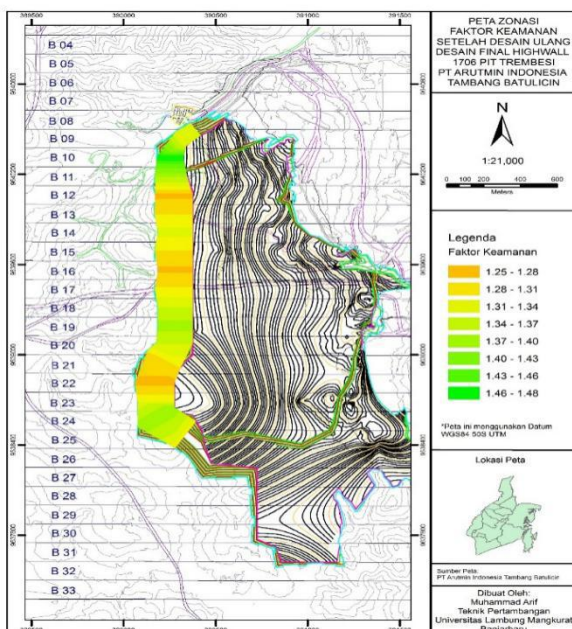 390000
391000
B 04
B 05
B 06
B 07
B 08
B 09
B 10
B 11
B 12
B 13
B 14
B 15
B 16
B 17
B 18
B 19
B 20
B 21
B 22
B 23
B 24
B 25
B 26
B 27
B 28
B 29
B 30
B 31
B 32
B 33
PETA ZONASI
FAKTOR KEAMANAN
SETELAH DESAIN ULANG
DESAIN FINAL HIGHWALL
1706 PIT TREMBESI
PT ARUTMIN INDONESIA
TAMBANG BATULICIN
N
1:21,000
0 100 200 400 600
Meters
Legenda
Faktor Keamanan
1.25 - 1.28
1.28 - 1.31
1.31 - 1.34
1.34 - 1.37
1.37 - 1.40
1.40 - 1.43
1.43 - 1.46
1.46 - 1.48
*Peta ini menggunakan Datum
WGS84 50S UTM
Lokasi Peta
Sumber Peta:
PT Arutmin Indonesia Tambang Batulicin
Dibuat Oleh:
Muhammad Arif
Teknik Pertambangan
Universitas Lambung Mangkurat